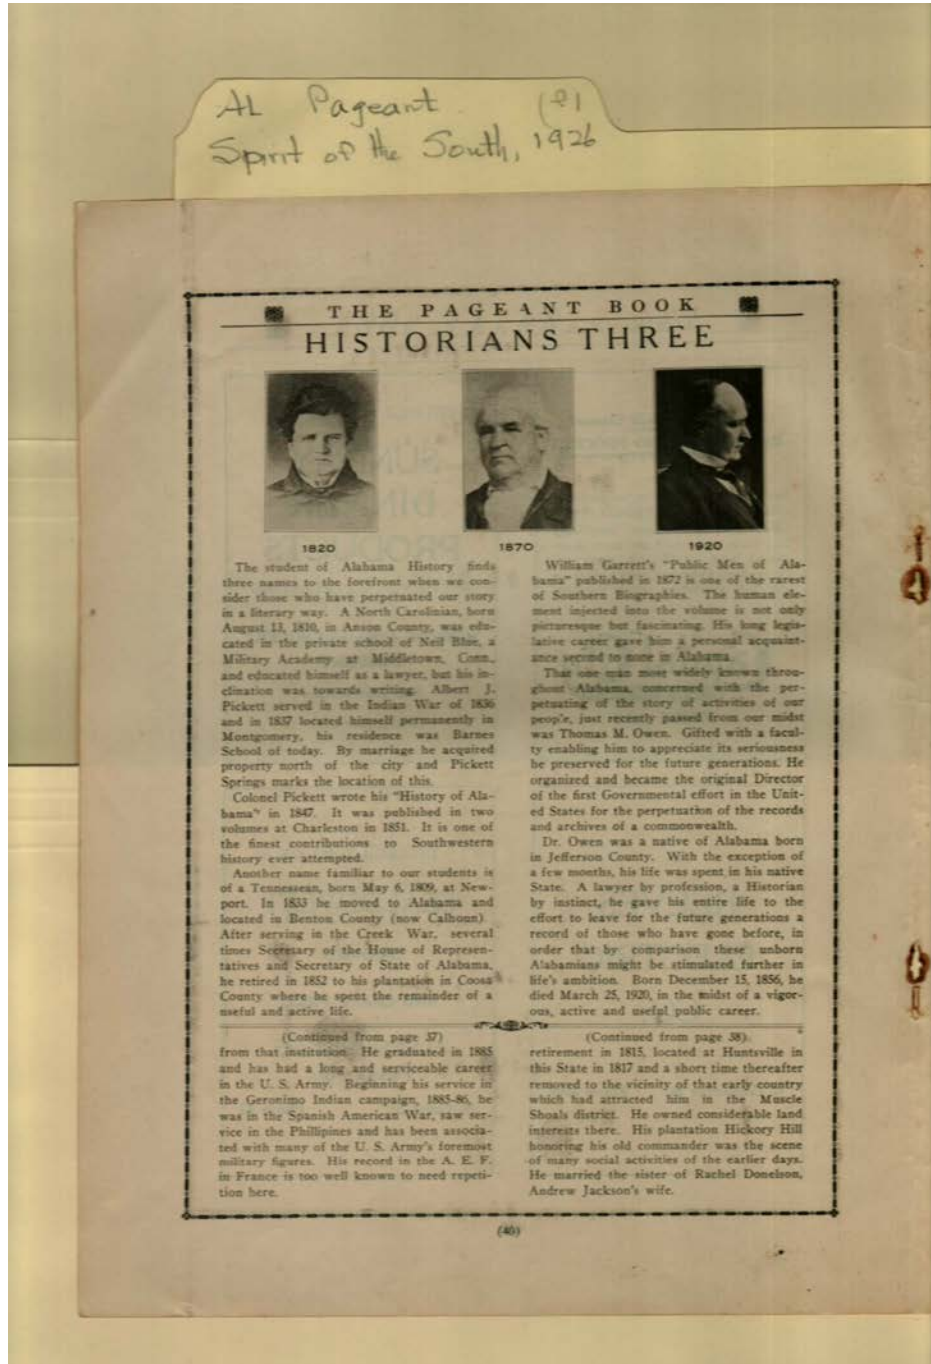 AL Pageant (P1
Spirit of the South, 1926
THE PAGEANT BOOK
HISTORIANS THREE
1820
1870
1920
The student of Alabama History finds
three names to the forefront when we con-
sider those who have perpetuated our story
in a literary way. A North Carolinian, born
August 13, 1810, in Anson County, was edu-
cated in the private school of Neil Blue, a
Military Academy at Middletown, Conn.,
and educated himself as a lawyer, but his in-
clination was towards writing. Albert J.
Pickett served in the Indian War of 1836
and in 1837 located himself permanently in
Montgomery, his residence was Barnes
School of today. By marriage he acquired
property north of the city and Pickett
Springs marks the location of this.
Colonel Pickett wrote his "History of Ala-
bama" in 1847. It was published in two
volumes at Charleston in 1851. It is one of
the finest contributions to Southwestern
history ever attempted.
Another name familiar to our students is
of a Tennessean, born May 6, 1809, at New-
port. In 1833 he moved to Alabama and
located in Benton County (now Calhoun).
After serving in the Creek War, several
times Secretary of the House of Represen-
tatives and Secretary of State of Alabama,
he retired in 1852 to his plantation in Coosa
County where he spent the remainder of a
useful and active life.
William Garrett's "Public Men of Ala-
bama" published in 1872 is one of the rarest
of Southern Biographies. The human ele-
ment injected into the volume is not only
picturesque but fascinating. His long legis-
lative career gave him a personal acquaint-
ance second to none in Alabama.
That one man most widely known throu-
ghout Alabama, concerned with the per-
petuating of the story of activities of our
people, just recently passed from our midst
was Thomas M. Owen. Gifted with a facul-
ty enabling him to appreciate its seriousness
be preserved for the future generations. He
organized and became the original Director
of the first Governmental effort in the Unit-
ed States for the perpetuation of the records
and archives of a commonwealth.
Dr. Owen was a native of Alabama born
in Jefferson County. With the exception of
a few months, his life was spent in his native
State. A lawyer by profession, a Historian
by instinct, he gave his entire life to the
effort to leave for the future generations a
record of those who have gone before, in
order that by comparison these unborn
Alabamians might be stimulated further in
life's ambition. Born December 15, 1856, he
died March 25, 1920, in the midst of a vigor-
ous, active and useful public career.
(Continued from page 37)
from that institution. He graduated in 1885
and has had a long and serviceable career
in the U. S. Army. Beginning his service in
the Geronimo Indian campaign, 1885-86, he
was in the Spanish American War, saw ser-
vice in the Phillipines and has been associa-
ted with many of the U. S. Army's foremost
military figures. His record in the A. E. F.
in France is too well known to need repeti-
tion here.
(Continued from page 38)
retirement in 1815, located at Huntsville in
this State in 1817 and a short time thereafter
removed to the vicinity of that early country
which had attracted him in the Muscle
Shoals district. He owned considerable land
interests there. His plantation Hickory Hill
honoring his old commander was the scene
of many social activities of the earlier days.
He married the sister of Rachel Donelson,
Andrew Jackson's wife.
(40)